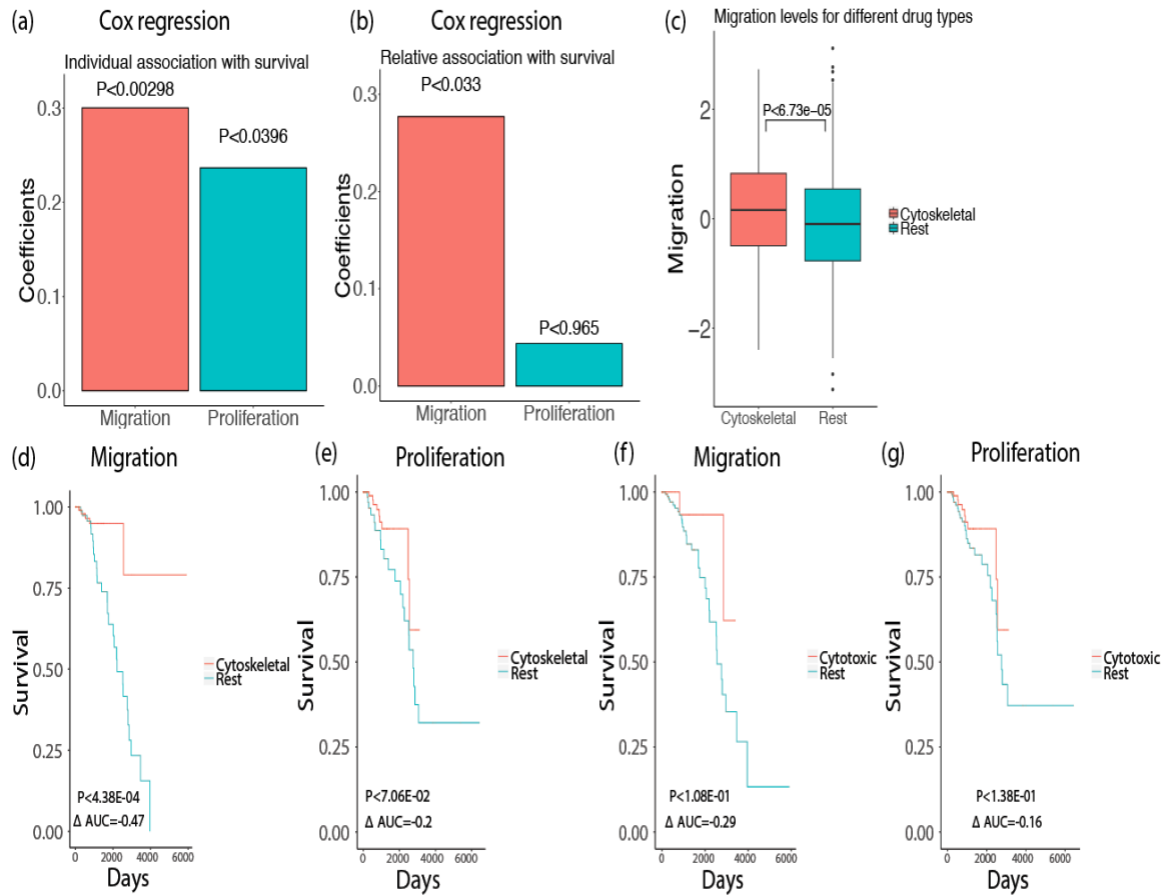 (a) Cox regression
Individual association with survival
P<0.00298
P<0.0396
Coefficients
0.3
0.2
0.1
0.0
Migration Proliferation
(b) Cox regression
Relative association with survival
P<0.033
P<0.965
Coefficients
0.3
0.2
0.1
0.0
Migration Proliferation
(c) Migration levels for different drug types
P<6.73e−05
Migration
2
0
−2
Cytoskeletal Rest
Cytoskeletal
Rest
(d) Migration
Survival
1.00
0.75
0.50
0.25
0.00
Cytoskeletal
Rest
P<4.38E-04
Δ AUC=-0.47
0 2000 4000 6000
Days
(e) Proliferation
Survival
1.00
0.75
0.50
0.25
0.00
Cytoskeletal
Rest
P<7.06E-02
Δ AUC=-0.2
0 2000 4000 6000
Days
(f) Migration
Survival
1.00
0.75
0.50
0.25
0.00
Cytotoxic
Rest
P<1.08E-01
Δ AUC=-0.29
0 2000 4000 6000
Days
(g) Proliferation
Survival
1.00
0.75
0.50
0.25
0.00
Cytotoxic
Rest
P<1.38E-01
Δ AUC=-0.16
0 2000 4000 6000
Days